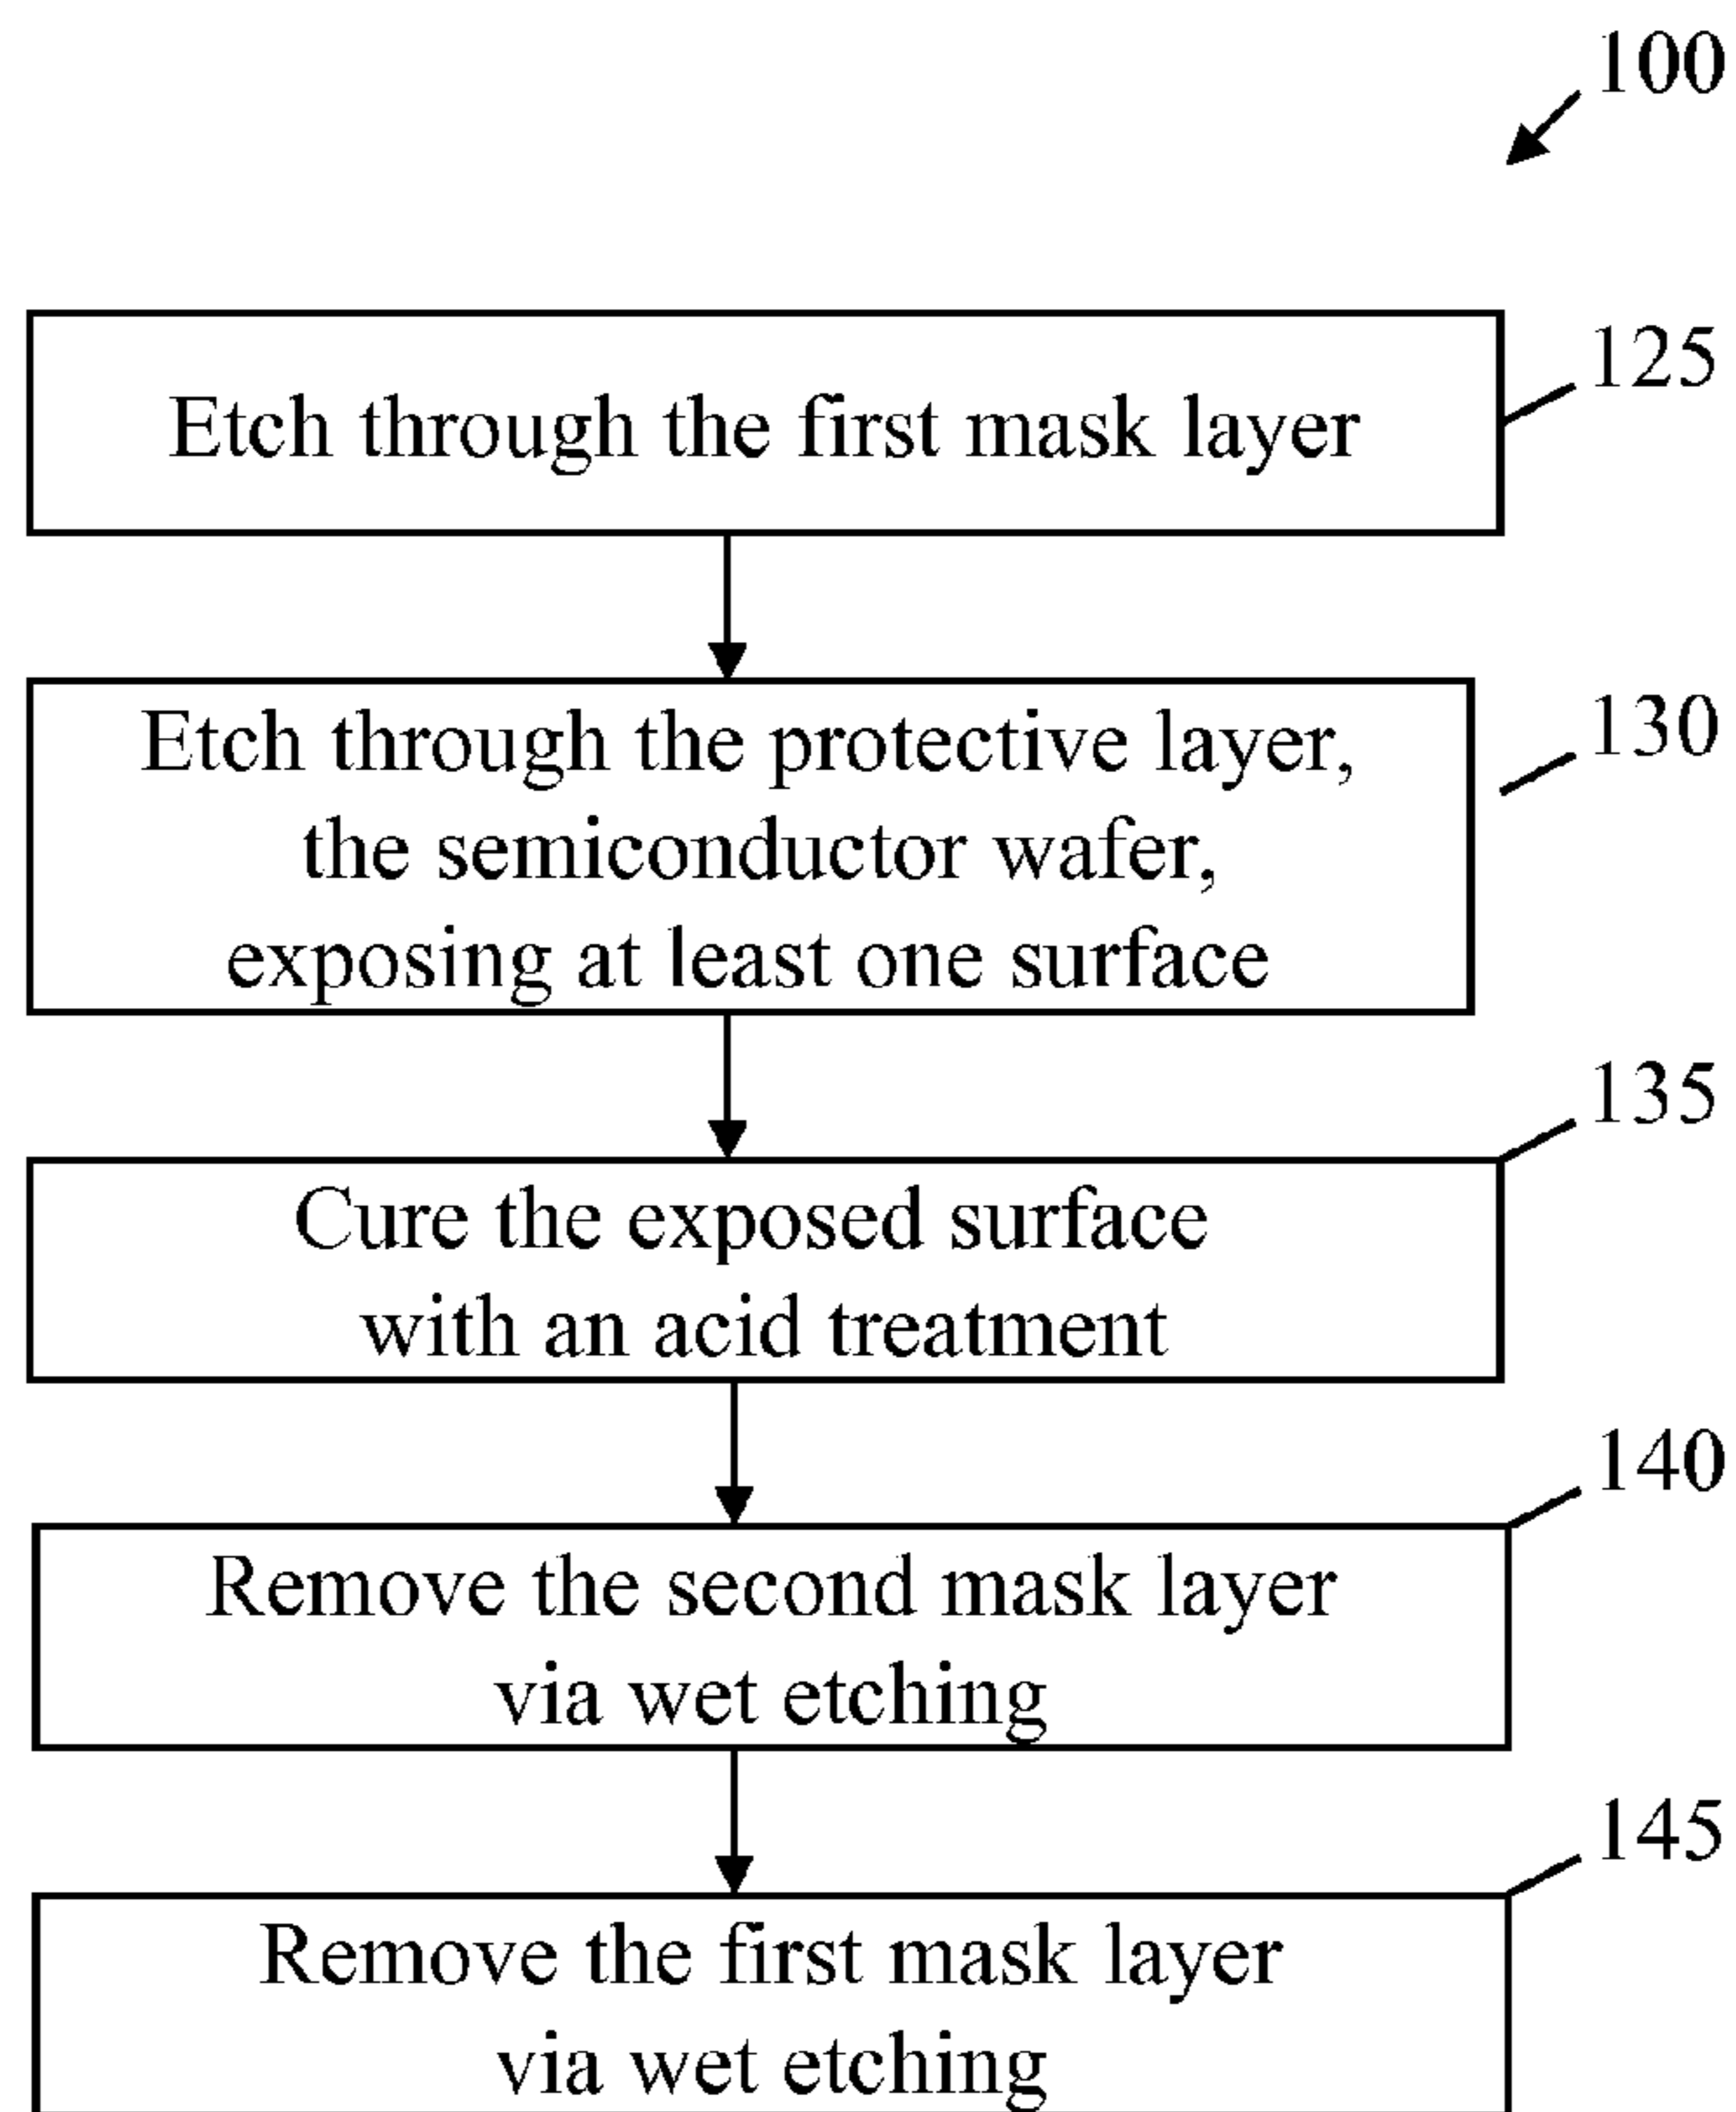 100
125
Etch through the first mask layer
130
Etch through the protective layer,
the semiconductor wafer,
exposing at least one surface
135
Cure the exposed surface
with an acid treatment
140
Remove the second mask layer
via wet etching
145
Remove the first mask layer
via wet etching